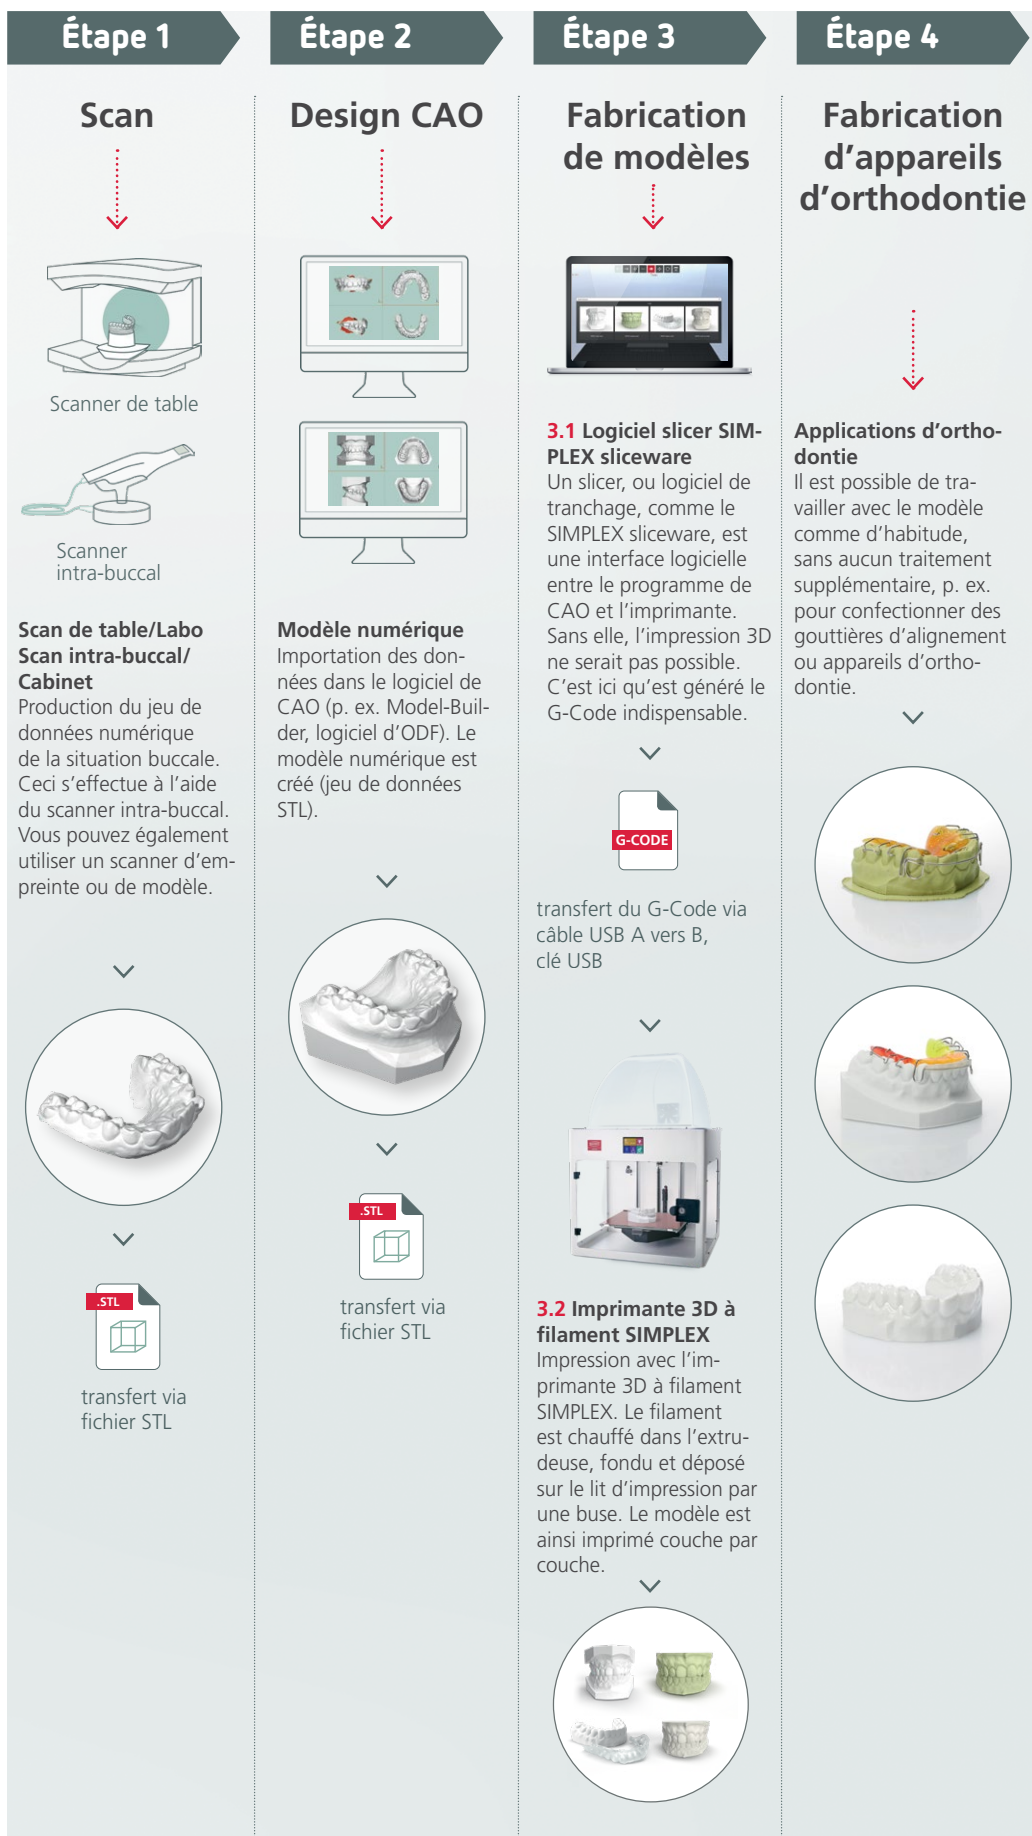 Étape 1
Scan
Scanner de table
Scanner
intra-buccal
Scan de table/Labo
Scan intra-buccal/
Cabinet
Production du jeu de
données numérique
de la situation buccale.
Ceci s’effectue à l’aide
du scanner intra-buccal.
Vous pouvez également
utiliser un scanner d’em-
preinte ou de modèle.
.STL
transfert via
fichier STL
Étape 2
Design CAO
Modèle numérique
Importation des don-
nées dans le logiciel de
CAO (p. ex. Model-Buil-
der, logiciel d’ODF). Le
modèle numérique est
créé (jeu de données
STL).
.STL
transfert via
fichier STL
Étape 3
Fabrication
de modèles
3.1 Logiciel slicer SIM-
PLEX sliceware
Un slicer, ou logiciel de
tranchage, comme le
SIMPLEX sliceware, est
une interface logicielle
entre le programme de
CAO et l’imprimante.
Sans elle, l’impression 3D
ne serait pas possible.
C’est ici qu’est généré le
G-Code indispensable.
G-CODE
transfert du G-Code via
câble USB A vers B,
clé USB
3.2 Imprimante 3D à
filament SIMPLEX
Impression avec l’im-
primante 3D à filament
SIMPLEX. Le filament
est chauffé dans l’extru-
deuse, fondu et déposé
sur le lit d’impression par
une buse. Le modèle est
ainsi imprimé couche par
couche.
Étape 4
Fabrication
d’appareils
d’orthodontie
Applications d’ortho-
dontie
Il est possible de tra-
vailler avec le modèle
comme d’habitude,
sans aucun traitement
supplémentaire, p. ex.
pour confectionner des
gouttières d’alignement
ou appareils d’ortho-
dontie.